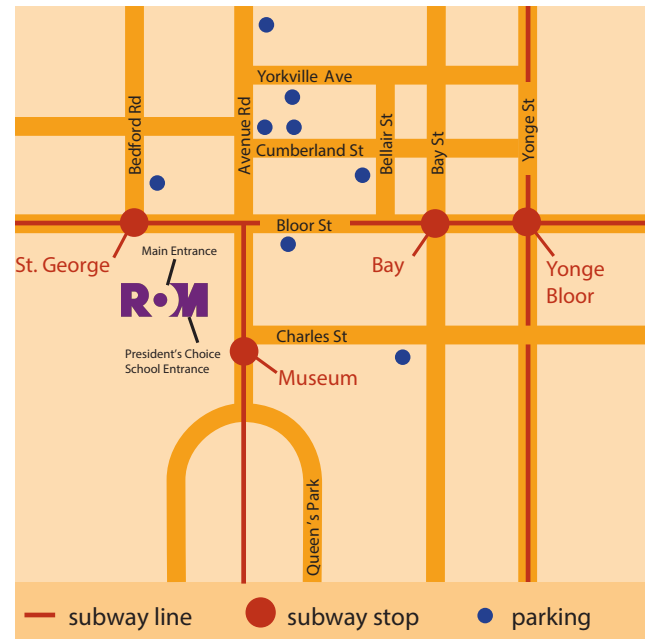 Yorkville Ave
Bedford Rd
Avenue Rd
Cumberland St
Bellair St
Bay St
Yonge St
Bloor St
St. George
Main Entrance
Bay
Yonge
Bloor
ROM
Charles St
President's Choice
School Entrance
Museum
Queen's Park
subway line
subway stop
parking